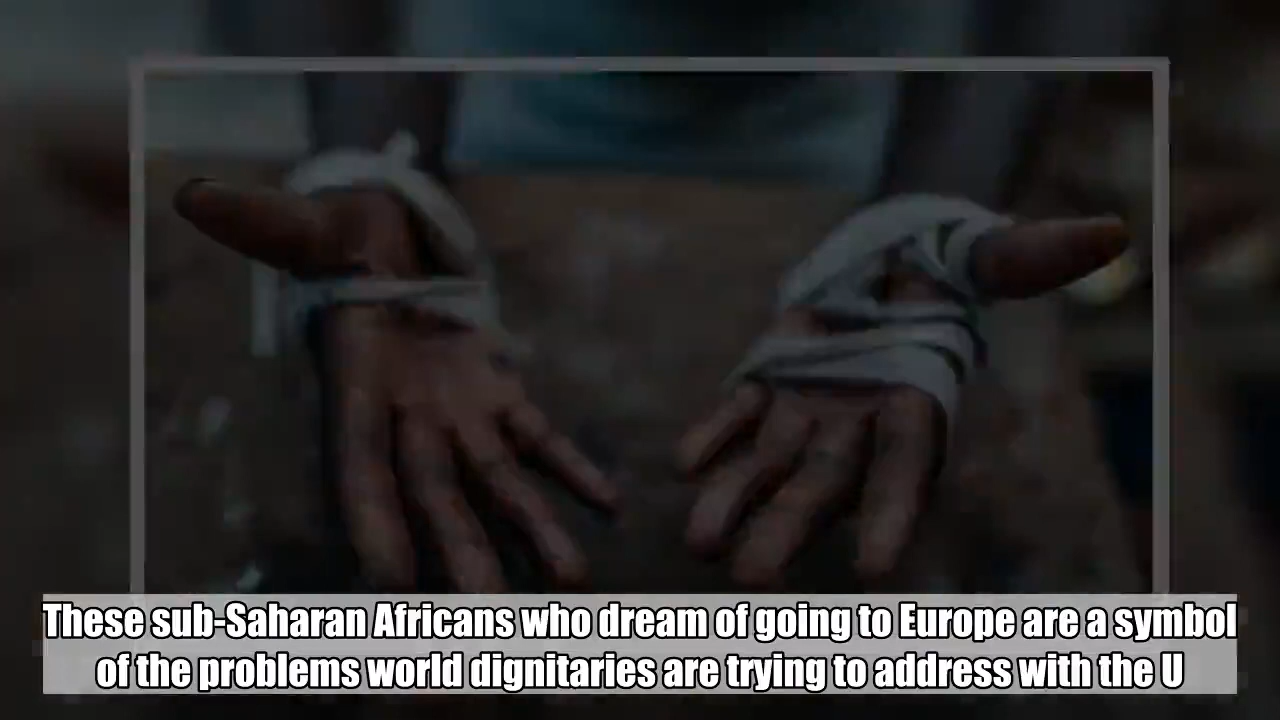 These sub-Saharan Africans who dream of going to Europe are a symbol
of the problems world dignitaries are trying to address with the U